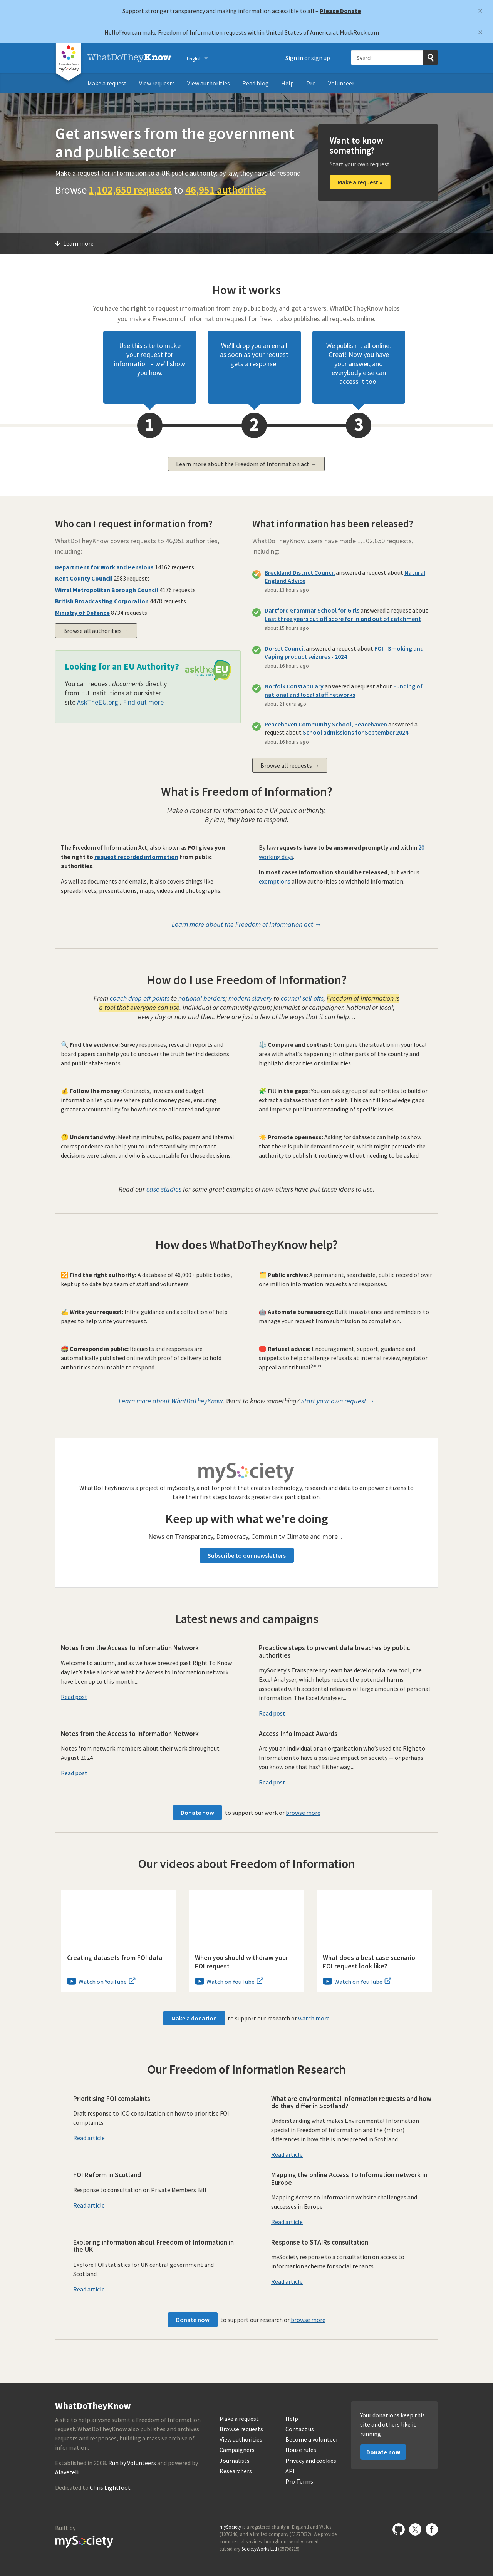 Support stronger transparency and making information accessible to all – Please Donate
×
Hello! You can make Freedom of Information requests within United States of America at MuckRock.com
×
a service from
my Society
WhatDoTheyKnow
English
Sign in or sign up
Search
Make a request
View requests
View authorities
Read blog
Help
Pro
Volunteer
Get answers from the government
and public sector
Make a request for information to a UK public authority: by law, they have to respond
Browse 1,102,650 requests to 46,951 authorities
Want to know
something?
Start your own request
Make a request »
Learn more
How it works
You have the right to request information from any public body, and get answers. WhatDoTheyKnow helps
you make a Freedom of Information request for free. It also publishes all requests online.
Use this site to make
your request for
information – we'll show
you how.
We'll drop you an email
as soon as your request
gets a response.
We publish it all online.
Great! Now you have
your answer, and
everybody else can
access it too.
1
2
3
Learn more about the Freedom of Information act →
Who can I request information from?
WhatDoTheyKnow covers requests to 46,951 authorities,
including:
Department for Work and Pensions 14162 requests
Kent County Council 2983 requests
Wirral Metropolitan Borough Council 4176 requests
British Broadcasting Corporation 4478 requests
Ministry of Defence 8734 requests
Browse all authorities →
Looking for an EU Authority?
You can request documents directly
from EU Institutions at our sister
site AskTheEU.org . Find out more .
asktheEU
What information has been released?
WhatDoTheyKnow users have made 1,102,650 requests,
including:
Breckland District Council answered a request about Natural
England Advice
about 13 hours ago
Dartford Grammar School for Girls answered a request about
Last three years cut off score for in and out of catchment
about 15 hours ago
Dorset Council answered a request about FOI - Smoking and
Vaping product seizures - 2024
about 16 hours ago
Norfolk Constabulary answered a request about Funding of
national and local staff networks
about 2 hours ago
Peacehaven Community School, Peacehaven answered a
request about School admissions for September 2024
about 16 hours ago
Browse all requests →
What is Freedom of Information?
Make a request for information to a UK public authority.
By law, they have to respond.
The Freedom of Information Act, also known as FOI gives you
the right to request recorded information from public
authorities.
As well as documents and emails, it also covers things like
spreadsheets, presentations, maps, videos and photographs.
By law requests have to be answered promptly and within 20
working days.
In most cases information should be released, but various
exemptions allow authorities to withhold information.
Learn more about the Freedom of Information act →
How do I use Freedom of Information?
From coach drop off points to national borders; modern slavery to council sell-offs, Freedom of Information is
a tool that everyone can use. Individual or community group; journalist or campaigner. National or local;
every day or now and then. Here are just a few of the ways that it can help…
🔍 Find the evidence: Survey responses, research reports and
board papers can help you to uncover the truth behind decisions
and public statements.
⚖️ Compare and contrast: Compare the situation in your local
area with what's happening in other parts of the country and
highlight disparities or similarities.
💰 Follow the money: Contracts, invoices and budget
information let you see where public money goes, ensuring
greater accountability for how funds are allocated and spent.
🧩 Fill in the gaps: You can ask a group of authorities to build or
extract a dataset that didn't exist. This can fill knowledge gaps
and improve public understanding of specific issues.
🤔 Understand why: Meeting minutes, policy papers and internal
correspondence can help you to understand why important
decisions were taken, and who is accountable for those decisions.
☀️ Promote openness: Asking for datasets can help to show
that there is public demand to see it, which might persuade the
authority to publish it routinely without needing to be asked.
Read our case studies for some great examples of how others have put these ideas to use.
How does WhatDoTheyKnow help?
🔀 Find the right authority: A database of 46,000+ public bodies,
kept up to date by a team of staff and volunteers.
🗂️ Public archive: A permanent, searchable, public record of over
one million information requests and responses.
✍️ Write your request: Inline guidance and a collection of help
pages to help write your request.
🤖 Automate bureaucracy: Built in assistance and reminders to
manage your request from submission to completion.
📮 Correspond in public: Requests and responses are
automatically published online with proof of delivery to hold
authorities accountable to respond.
🛑 Refusal advice: Encouragement, support, guidance and
snippets to help challenge refusals at internal review, regulator
appeal and tribunal(soon).
Learn more about WhatDoTheyKnow. Want to know something? Start your own request →
mySociety
WhatDoTheyKnow is a project of mySociety, a not for profit that creates technology, research and data to empower citizens to
take their first steps towards greater civic participation.
Keep up with what we're doing
News on Transparency, Democracy, Community Climate and more…
Subscribe to our newsletters
Latest news and campaigns
Notes from the Access to Information Network
Welcome to autumn, and as we have breezed past Right To Know
day let's take a look at what the Access to Information network
have been up to this month...
Read post
Proactive steps to prevent data breaches by public
authorities
mySociety's Transparency team has developed a new tool, the
Excel Analyser, which helps reduce the potential harms
associated with accidental releases of large amounts of personal
information. The Excel Analyser...
Read post
Notes from the Access to Information Network
Notes from network members about their work throughout
August 2024
Read post
Access Info Impact Awards
Are you an individual or an organisation who's used the Right to
Information to have a positive impact on society — or perhaps
you know one that has? Either way,...
Read post
Donate now to support our work or browse more
Our videos about Freedom of Information
Creating datasets from FOI data
Watch on YouTube
When you should withdraw your
FOI request
Watch on YouTube
What does a best case scenario
FOI request look like?
Watch on YouTube
Make a donation to support our research or watch more
Our Freedom of Information Research
Prioritising FOI complaints
Draft response to ICO consultation on how to prioritise FOI
complaints
Read article
What are environmental information requests and how
do they differ in Scotland?
Understanding what makes Environmental Information
special in Freedom of Information and the (minor)
differences in how this is interpreted in Scotland.
Read article
FOI Reform in Scotland
Response to consultation on Private Members Bill
Read article
Mapping the online Access To Information network in
Europe
Mapping Access to Information website challenges and
successes in Europe
Read article
Exploring information about Freedom of Information in
the UK
Explore FOI statistics for UK central government and
Scotland.
Read article
Response to STAIRs consultation
mySociety response to a consultation on access to
information scheme for social tenants
Read article
Donate now to support our research or browse more
WhatDoTheyKnow
A site to help anyone submit a Freedom of Information
request. WhatDoTheyKnow also publishes and archives
requests and responses, building a massive archive of
information.
Established in 2008. Run by Volunteers and powered by
Alaveteli.
Dedicated to Chris Lightfoot.
Make a request
Browse requests
View authorities
Campaigners
Journalists
Researchers
Help
Contact us
Become a volunteer
House rules
Privacy and cookies
API
Pro Terms
Your donations keep this
site and others like it
running
Donate now
Built by
mySociety
mySociety is a registered charity in England and Wales
(1076346) and a limited company (03277032). We provide
commercial services through our wholly owned
subsidiary SocietyWorks Ltd (05798215).